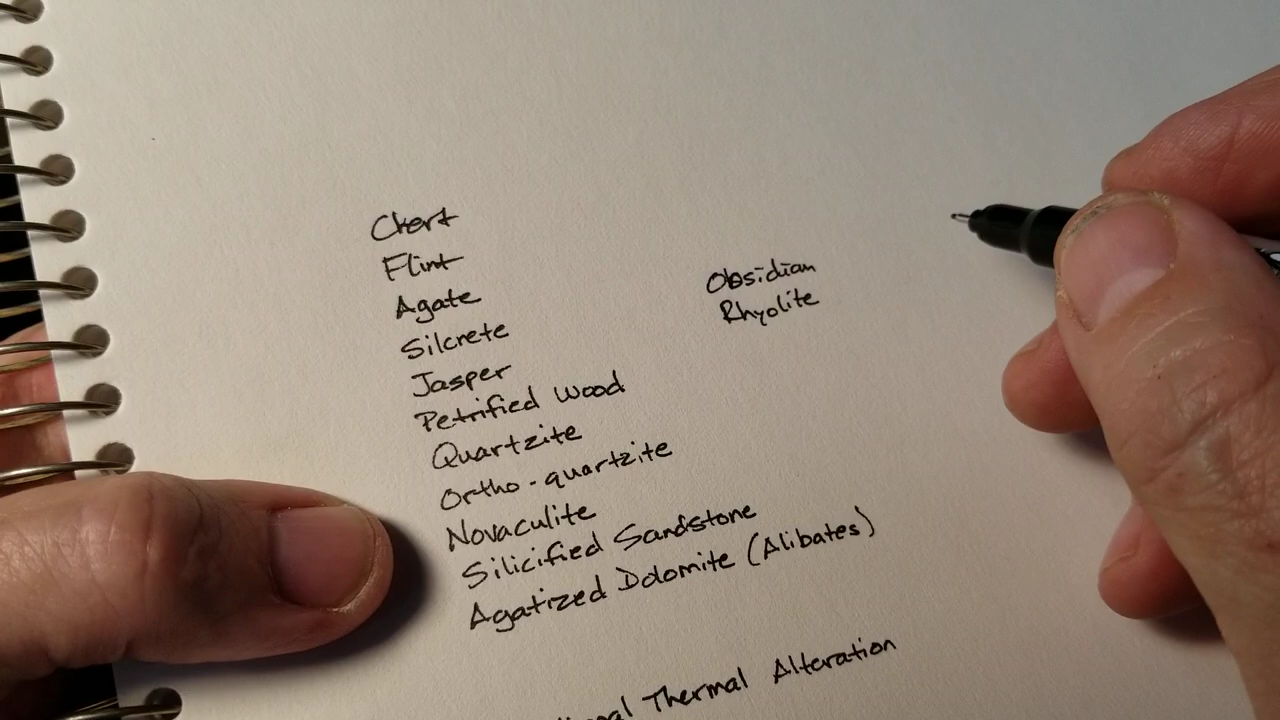 Chert
Flint
Agate
Silcrete
Jasper
Petrified Wood
Quartzite
Ortho-quartzite
Novaculite
Silicified Sandstone
Agatized Dolomite (Alibates)
Obsidian
Rhyolite
Thermal Alteration